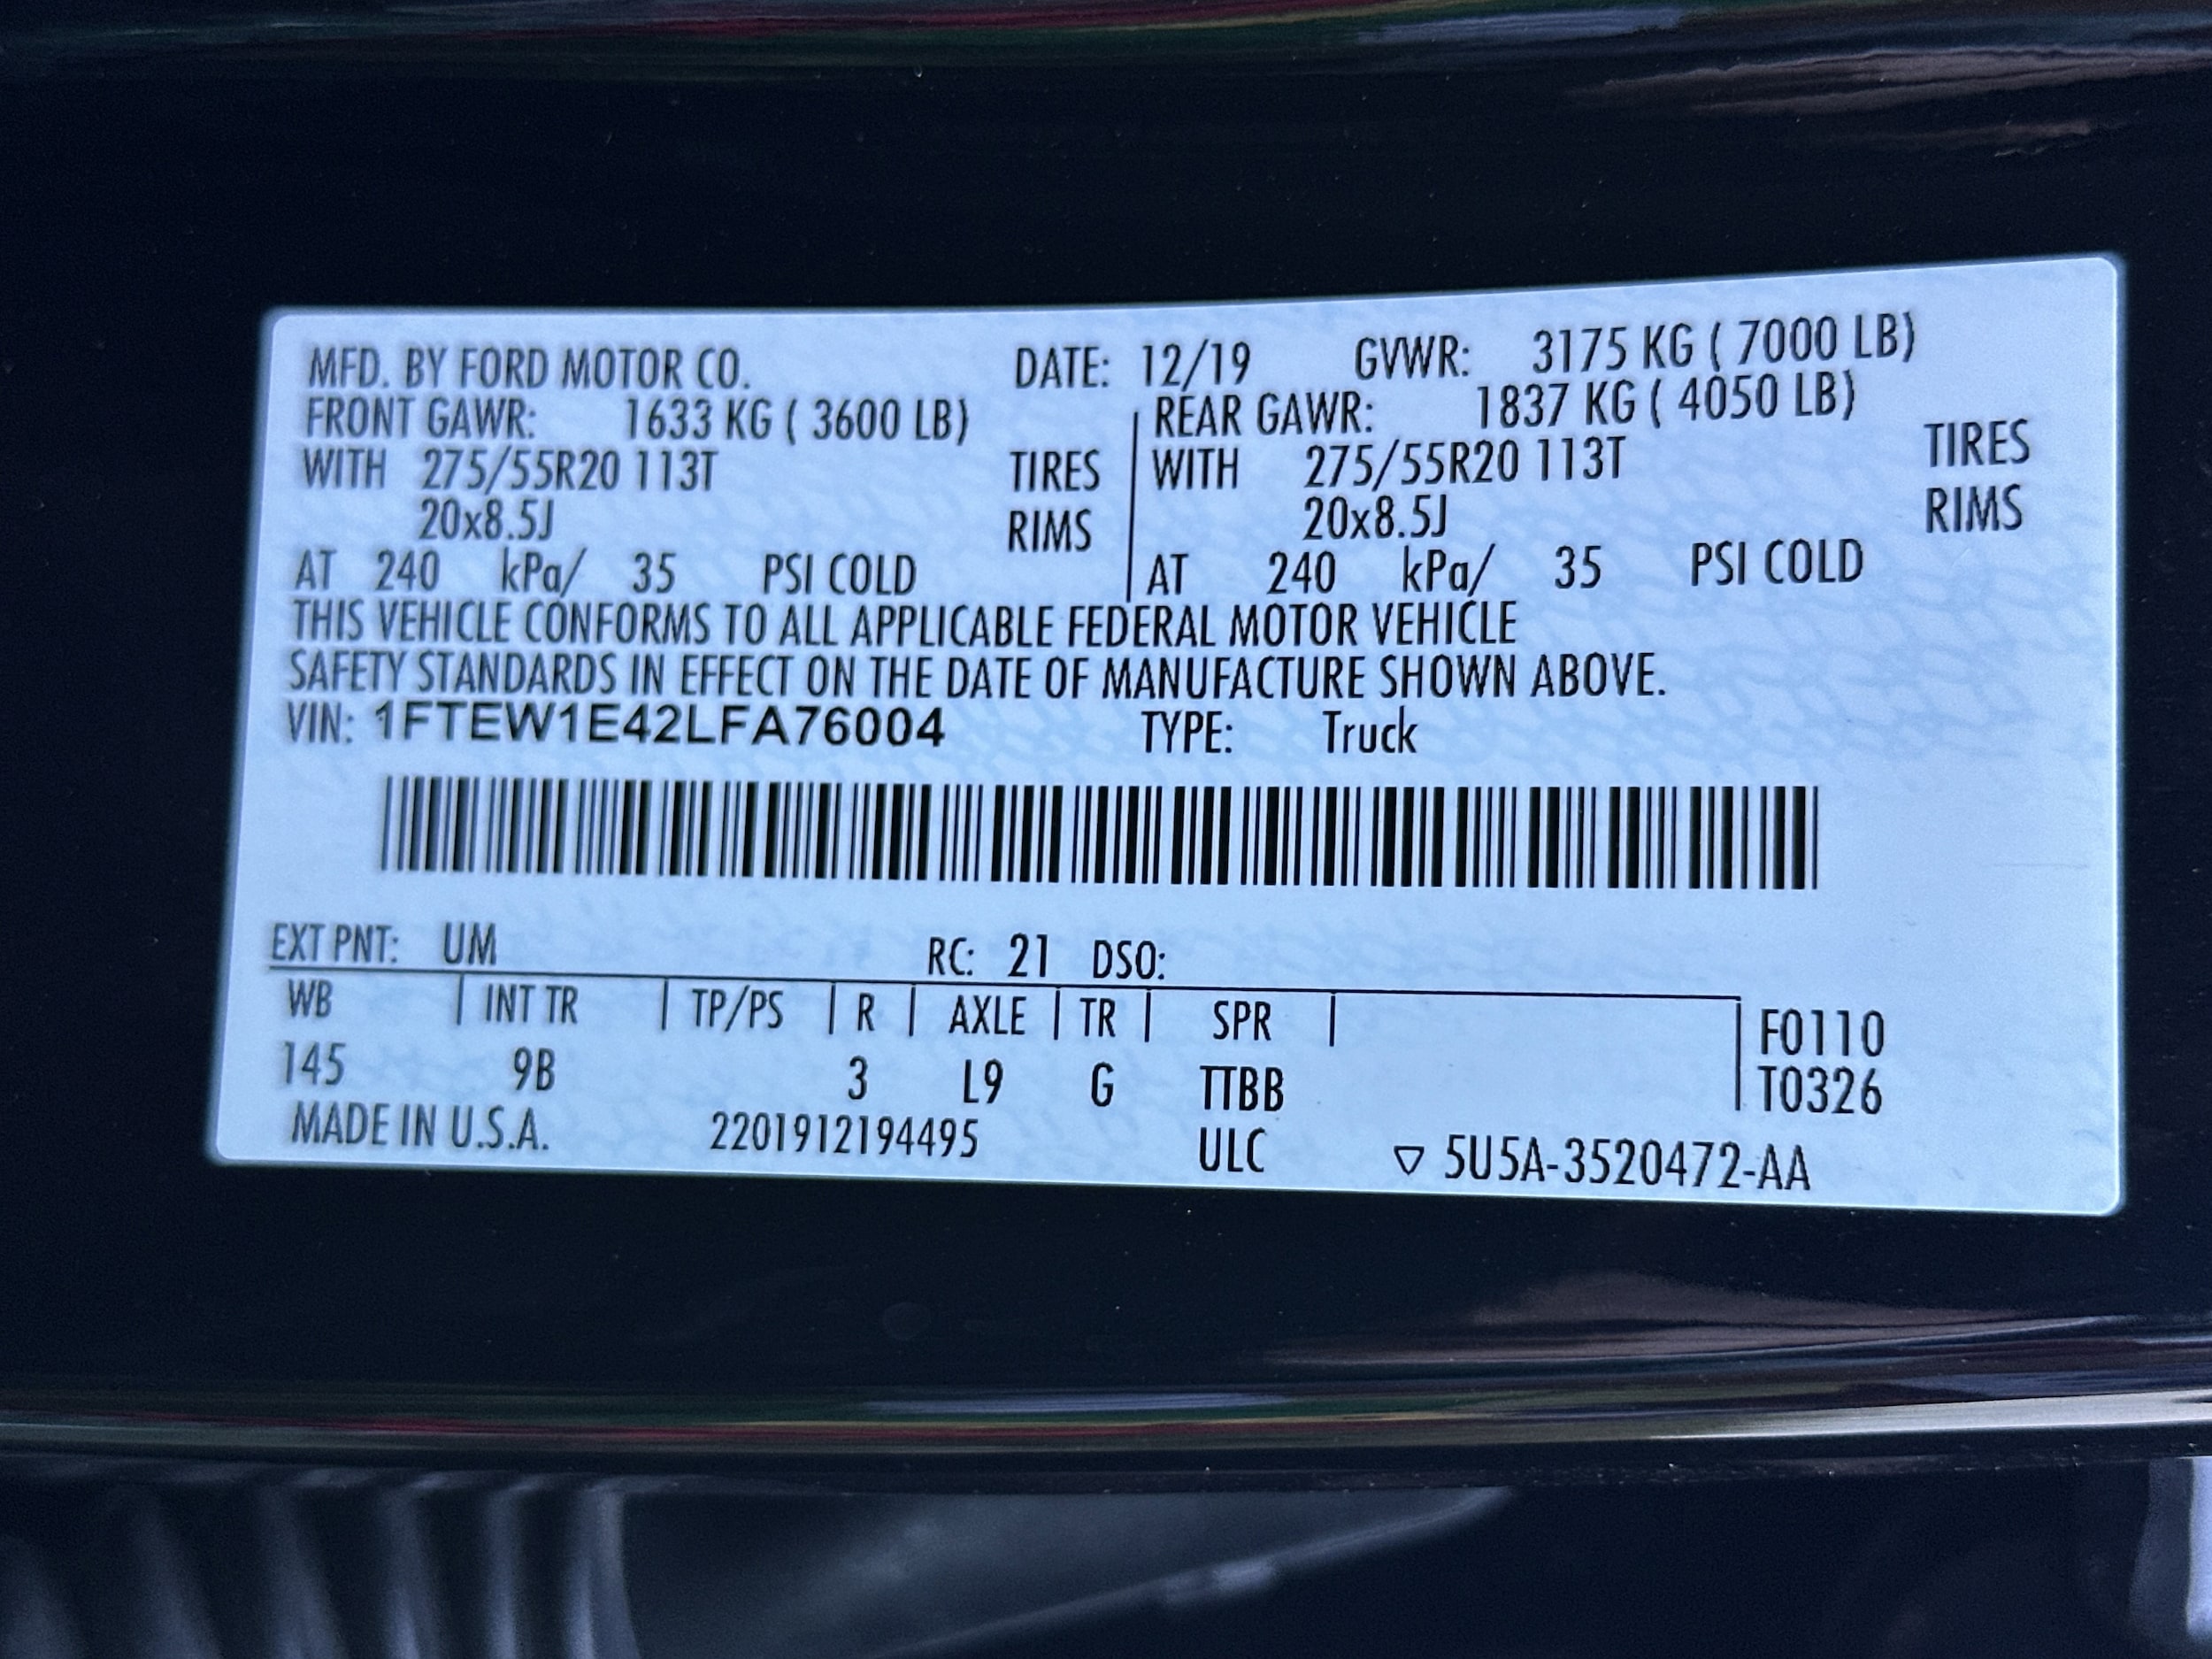 MFD. BY FORD MOTOR CO. DATE: 12/19 GVWR: 3175 KG ( 7000 LB)
FRONT GAWR: 1633 KG ( 3600 LB) REAR GAWR: 1837 KG ( 4050 LB)
WITH 275/55R20 113T TIRES WITH 275/55R20 113T TIRES
20x8.5J RIMS 20x8.5J RIMS
AT 240 kPa/ 35 PSI COLD AT 240 kPa/ 35 PSI COLD
THIS VEHICLE CONFORMS TO ALL APPLICABLE FEDERAL MOTOR VEHICLE
SAFETY STANDARDS IN EFFECT ON THE DATE OF MANUFACTURE SHOWN ABOVE.
VIN: 1FTEW1E42LFA76004 TYPE: Truck
EXT PNT: UM RC: 21 DSO:
WB INT TR TP/PS R AXLE TR SPR F0110
145 9B 3 L9 G TTBB T0326
MADE IN U.S.A. 2201912194495 ULC ▽ 5U5A-3520472-AA